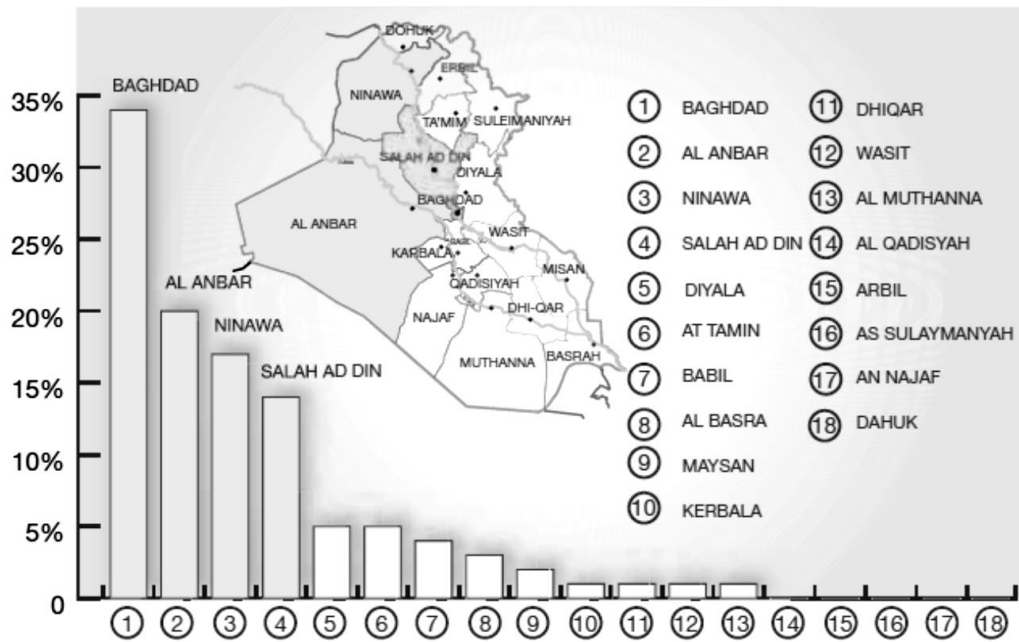 BAGHDAD
35%
30%
25%
20%
15%
10%
5%
0
AL ANBAR
NINAWA
SALAH AD DIN
DOHUK
ERBIL
NINAWA
TA'MIM
SULEIMANIYAH
SALAH AD DIN
DIYALA
BAGHDAD
AL ANBAR
WASIT
KARBALA
MISAN
QADISIYAH
DHI-QAR
NAJAF
MUTHANNA
BASRAH
1 BAGHDAD
2 AL ANBAR
3 NINAWA
4 SALAH AD DIN
5 DIYALA
6 AT TAMIN
7 BABIL
8 AL BASRA
9 MAYSAN
10 KERBALA
11 DHIQAR
12 WASIT
13 AL MUTHANNA
14 AL QADISYAH
15 ARBIL
16 AS SULAYMANYAH
17 AN NAJAF
18 DAHUK
1 2 3 4 5 6 7 8 9 10 11 12 13 14 15 16 17 18